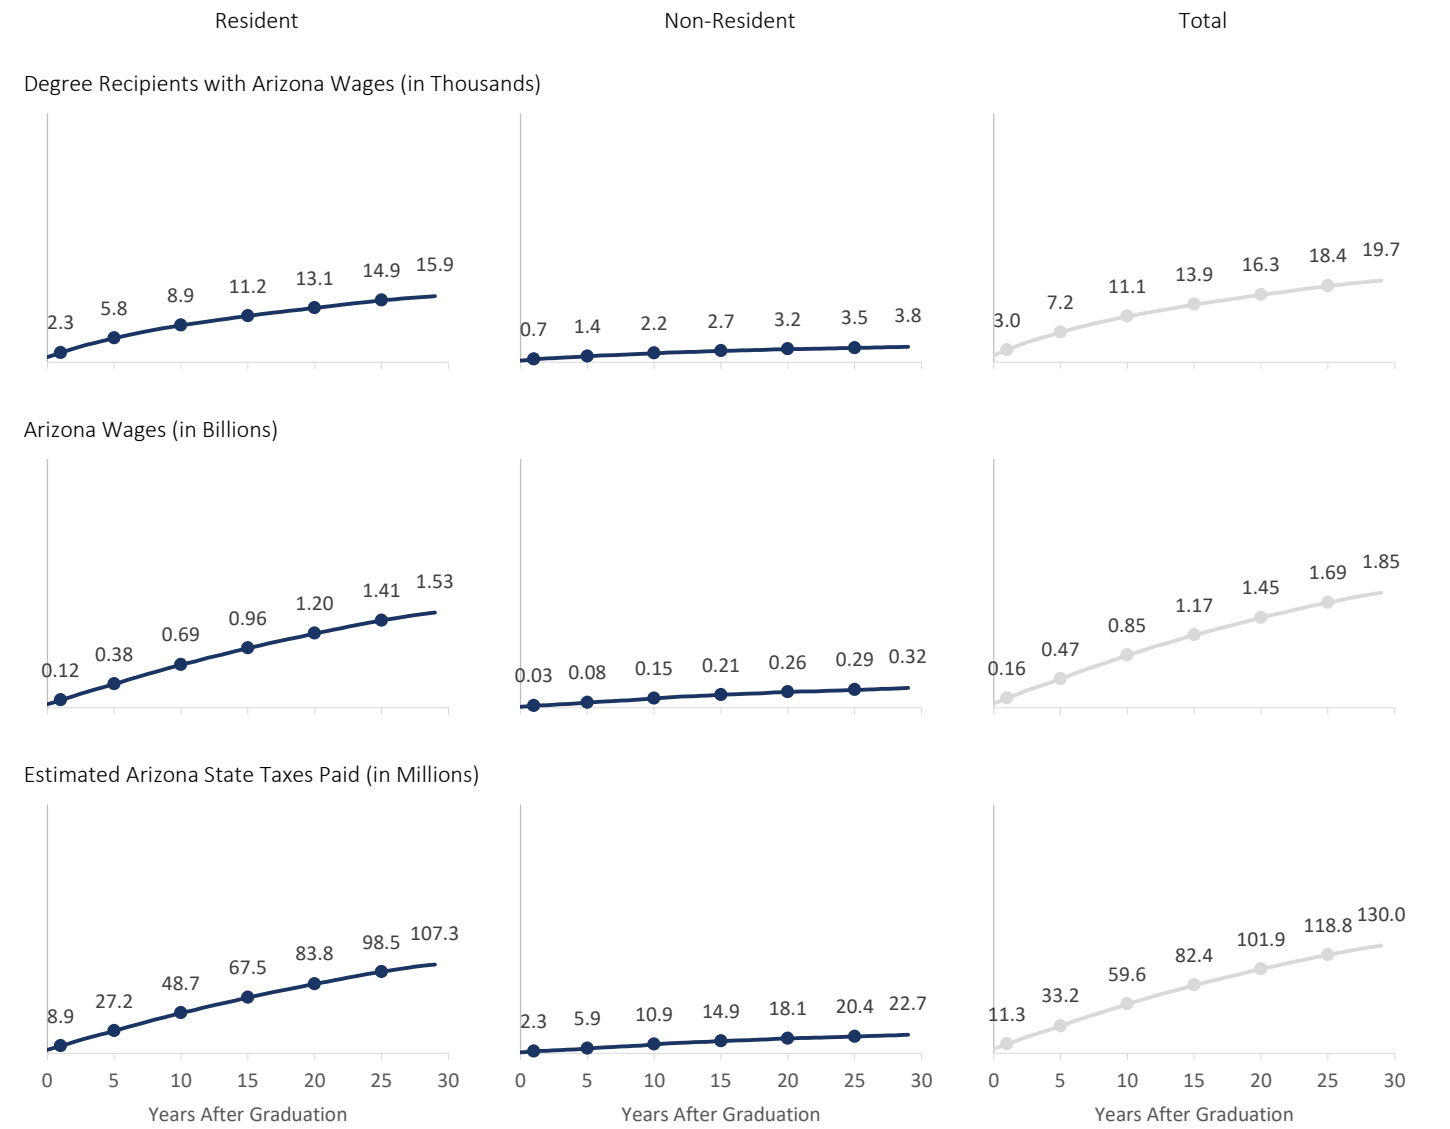 Resident Non-Resident Total
Degree Recipients with Arizona Wages (in Thousands)
2.3 5.8 8.9 11.2 13.1 14.9 15.9
0.7 1.4 2.2 2.7 3.2 3.5 3.8
3.0 7.2 11.1 13.9 16.3 18.4 19.7
Arizona Wages (in Billions)
0.12 0.38 0.69 0.96 1.20 1.41 1.53
0.03 0.08 0.15 0.21 0.26 0.29 0.32
0.16 0.47 0.85 1.17 1.45 1.69 1.85
Estimated Arizona State Taxes Paid (in Millions)
8.9 27.2 48.7 67.5 83.8 98.5 107.3
2.3 5.9 10.9 14.9 18.1 20.4 22.7
11.3 33.2 59.6 82.4 101.9 118.8 130.0
0 5 10 15 20 25 30
0 5 10 15 20 25 30
0 5 10 15 20 25 30
Years After Graduation Years After Graduation Years After Graduation